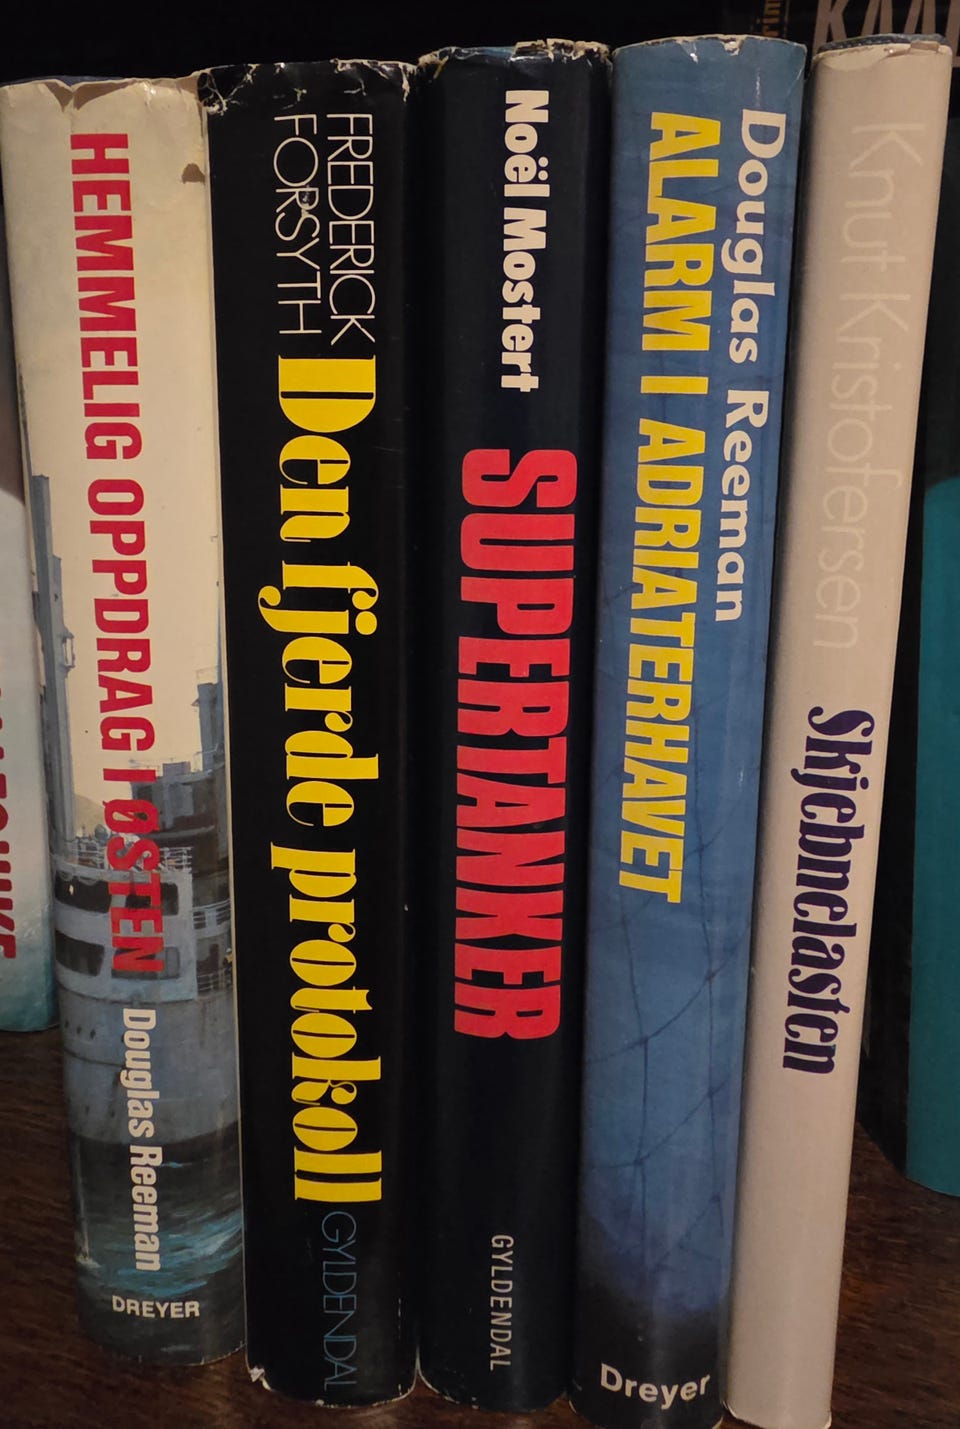 HEMMELIG OPPDRAG I ØSTEN
Douglas Reeman
DREYER
FREDERICK
FORSYTH
Den fjerde protokoll
GYLDENDAL
Noël Mostert
SUPERTANKER
GYLDENDAL
Douglas Reeman
ALARM I ADRIATERHAVET
Dreyer
Knut Kristofersen
Skjebnelasten